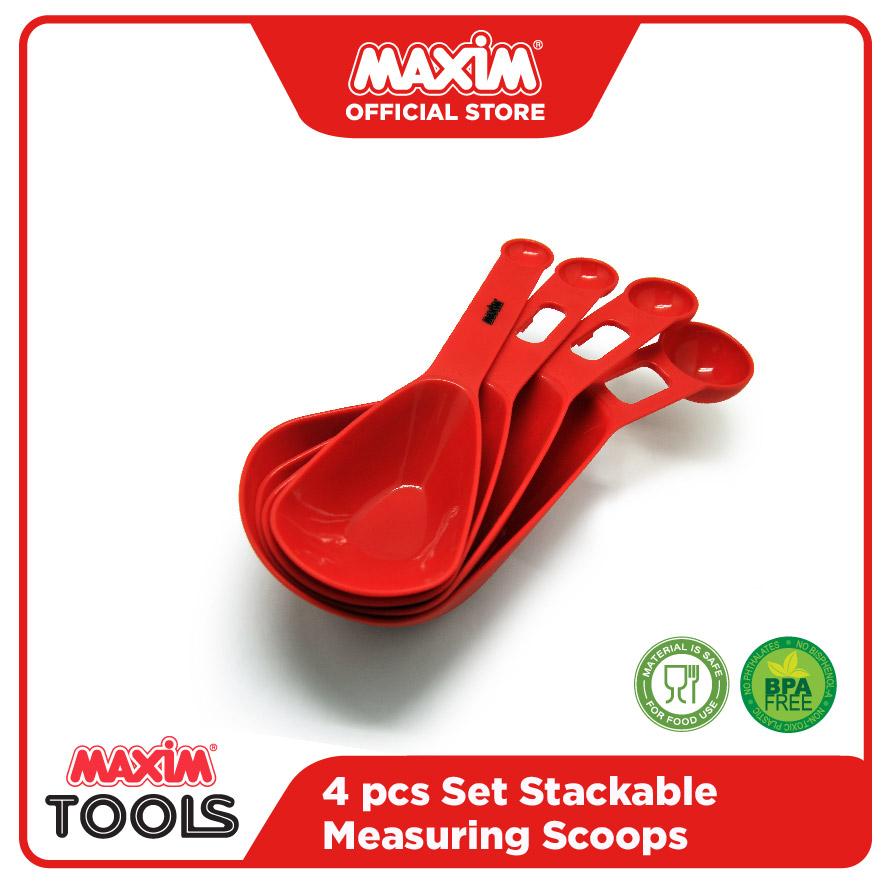 MAXiM®
OFFICIAL STORE
MAXiM
MATERIAL IS SAFE
FOR FOOD USE
NO PHTHALATES • NO BISPHENOL-A • NON-TOXIC PLASTIC •
BPA
FREE
MAXiM®
TOOLS
4 pcs Set Stackable
Measuring Scoops